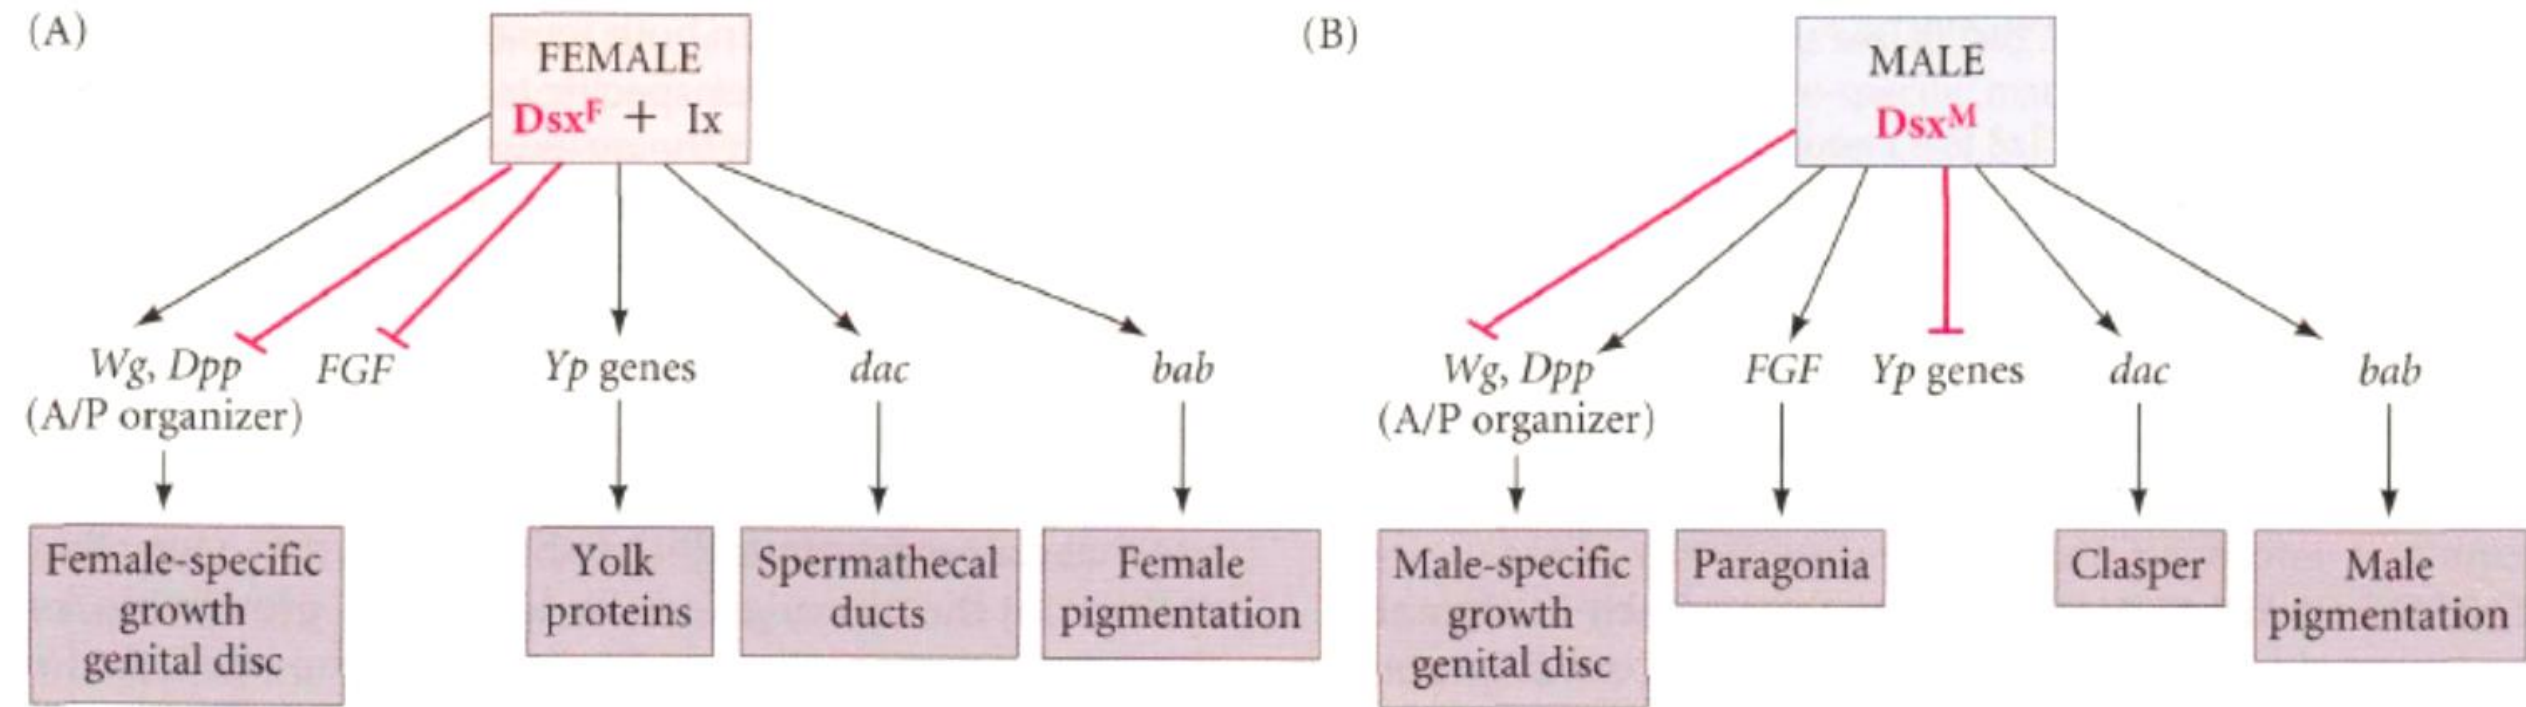 (A)
FEMALE
Dsxᶠ + Ix
Wg, Dpp
(A/P organizer)
FGF
Yp genes
dac
bab
Female-specific
growth
genital disc
Yolk
proteins
Spermathecal
ducts
Female
pigmentation
(B)
MALE
Dsxᴹ
Wg, Dpp
(A/P organizer)
FGF
Yp genes
dac
bab
Male-specific
growth
genital disc
Paragonia
Clasper
Male
pigmentation